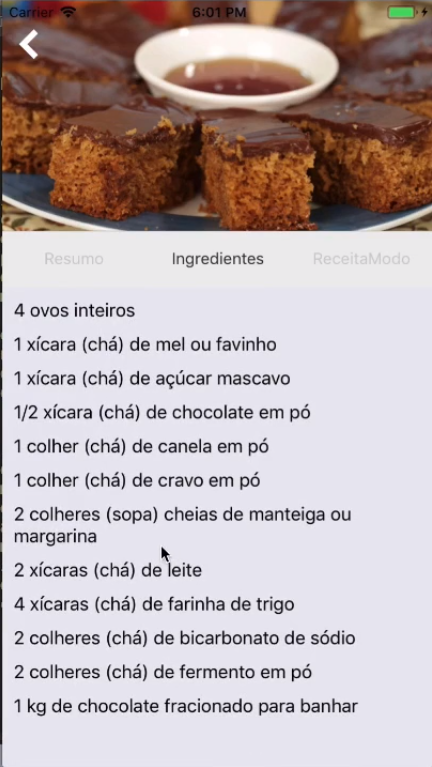 Carrier 6:01 PM
Resumo Ingredientes ReceitaModo
4 ovos inteiros
1 xícara (chá) de mel ou favinho
1 xícara (chá) de açúcar mascavo
1/2 xícara (chá) de chocolate em pó
1 colher (chá) de canela em pó
1 colher (chá) de cravo em pó
2 colheres (sopa) cheias de manteiga ou
margarina
2 xícaras (chá) de leite
4 xícaras (chá) de farinha de trigo
2 colheres (chá) de bicarbonato de sódio
2 colheres (chá) de fermento em pó
1 kg de chocolate fracionado para banhar